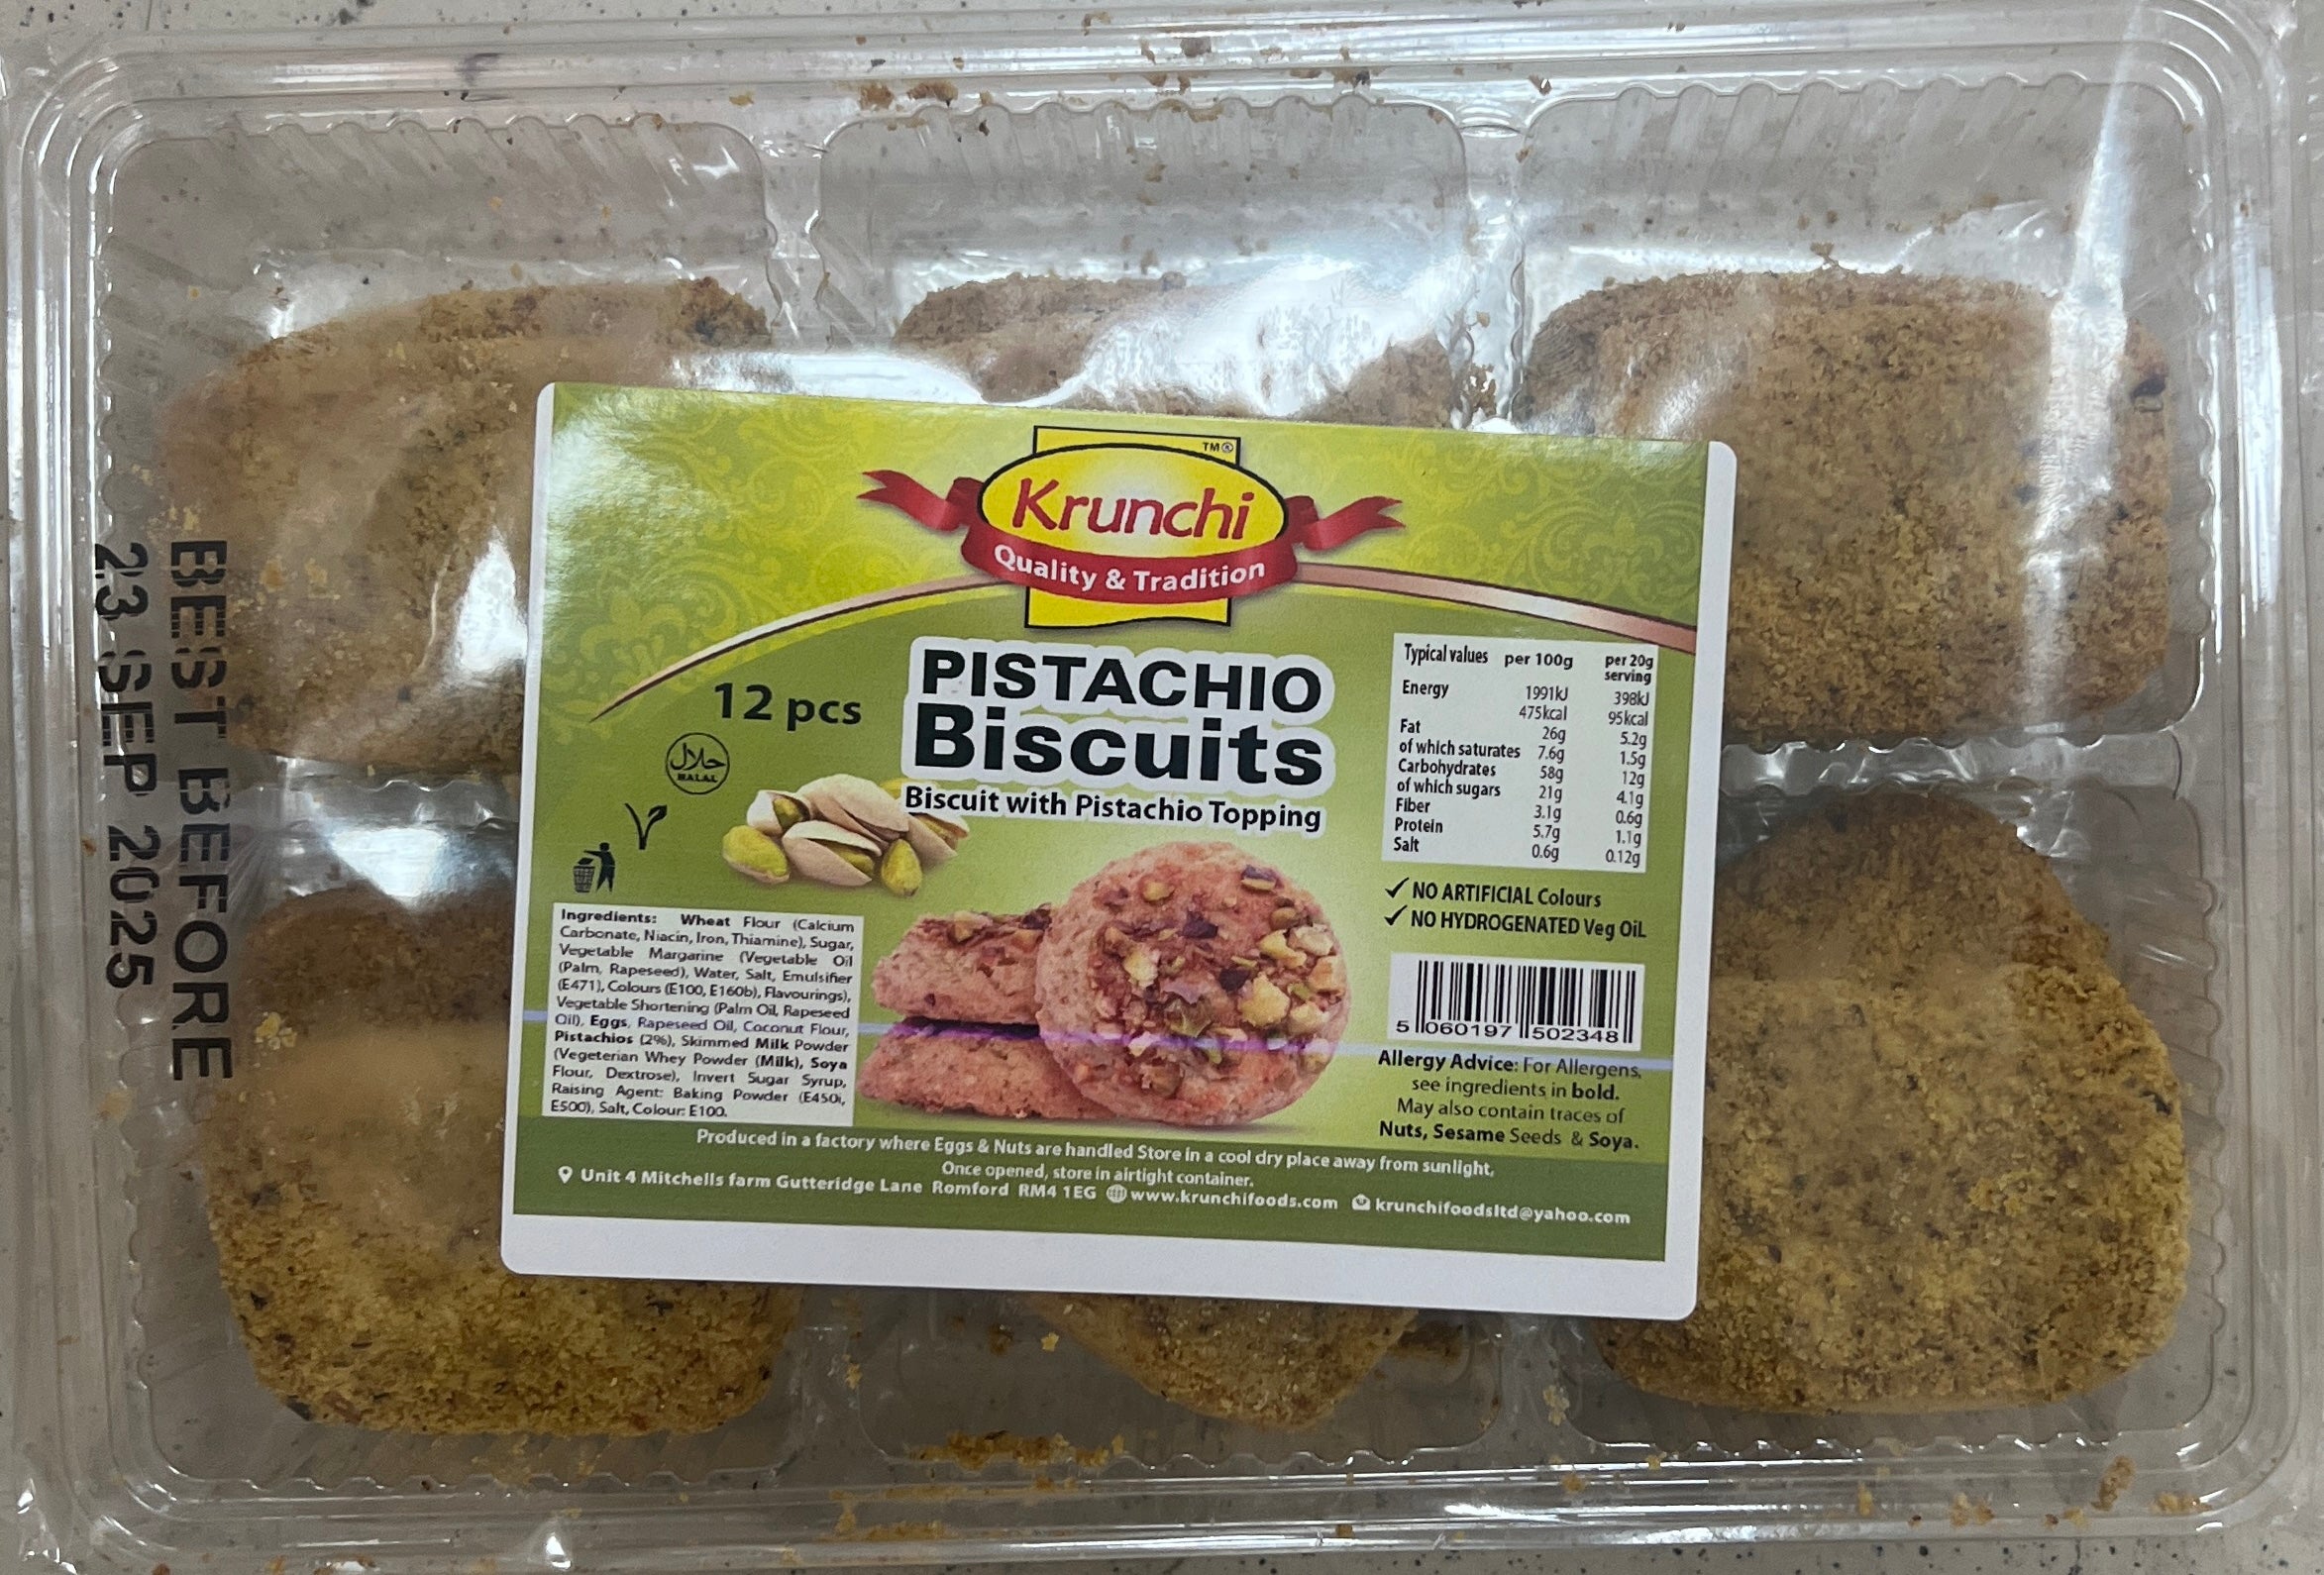 TM®
Krunchi
Quality & Tradition
12 pcs
PISTACHIO
Biscuits
Biscuit with Pistachio Topping
حلال
HALAL
Typical values per 100g per 20g
serving
Energy 1991kJ 398kJ
475kcal 95kcal
Fat 26g 5.2g
of which saturates 7.6g 1.5g
Carbohydrates 58g 12g
of which sugars 21g 4.1g
Fiber 3.1g 0.6g
Protein 5.7g 1.1g
Salt 0.6g 0.12g
✓ NO ARTIFICIAL Colours
✓ NO HYDROGENATED Veg OiL
Ingredients: Wheat Flour (Calcium
Carbonate, Niacin, Iron, Thiamine), Sugar,
Vegetable Margarine (Vegetable Oil
(Palm, Rapeseed), Water, Salt, Emulsifier
(E471), Colours (E100, E160b), Flavourings),
Vegetable Shortening (Palm Oil, Rapeseed
Oil), Eggs, Rapeseed Oil, Coconut Flour,
Pistachios (2%), Skimmed Milk Powder
(Vegeterian Whey Powder (Milk), Soya
Flour, Dextrose), Invert Sugar Syrup,
Raising Agent: Baking Powder (E450i,
E500), Salt, Colour: E100.
5 060197 502348
Allergy Advice: For Allergens,
see ingredients in bold.
May also contain traces of
Nuts, Sesame Seeds & Soya.
Produced in a factory where Eggs & Nuts are handled Store in a cool dry place away from sunlight,
Once opened, store in airtight container.
Unit 4 Mitchells farm Gutteridge Lane Romford RM4 1EG www.krunchifoods.com krunchifoodsltd@yahoo.com
BEST BEFORE
23 SEP 2025